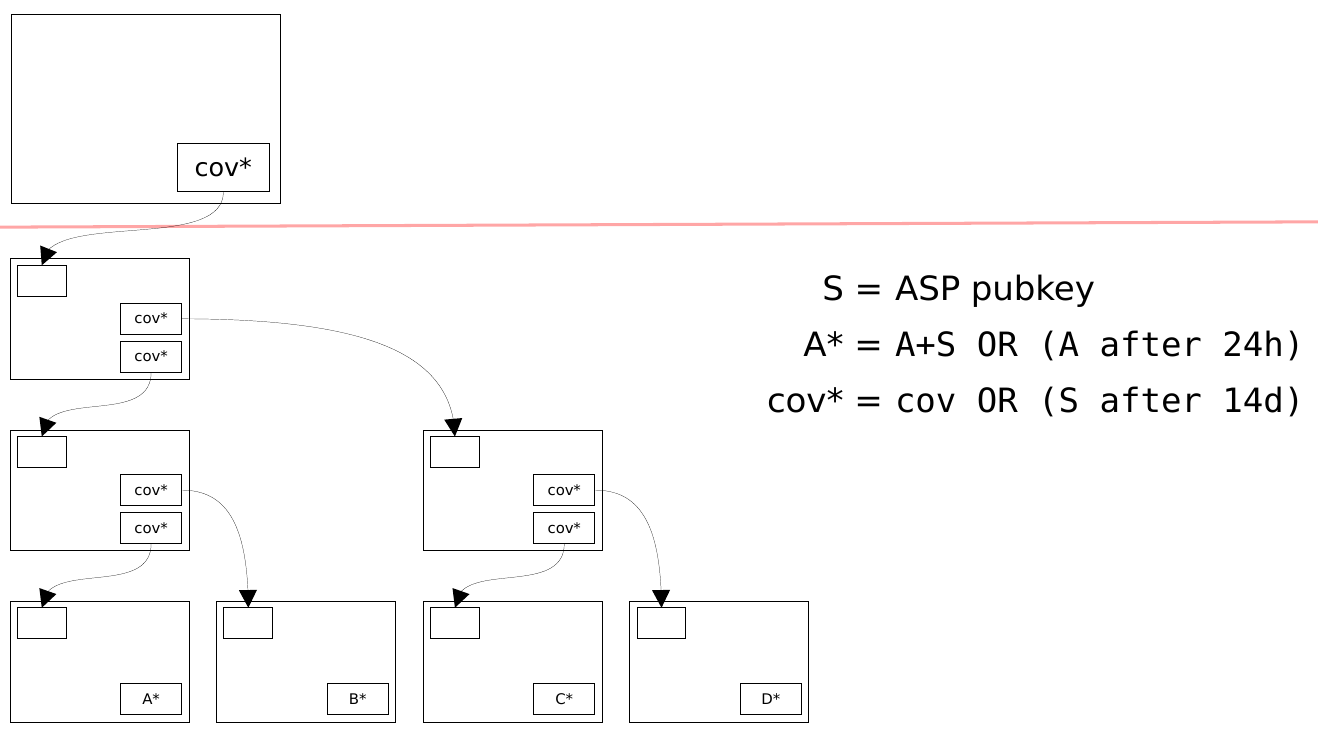 cov*
S = ASP pubkey
A* = A+S OR (A after 24h)
cov* = cov OR (S after 14d)
cov*
cov*
cov*
cov*
cov*
cov*
A*
B*
C*
D*